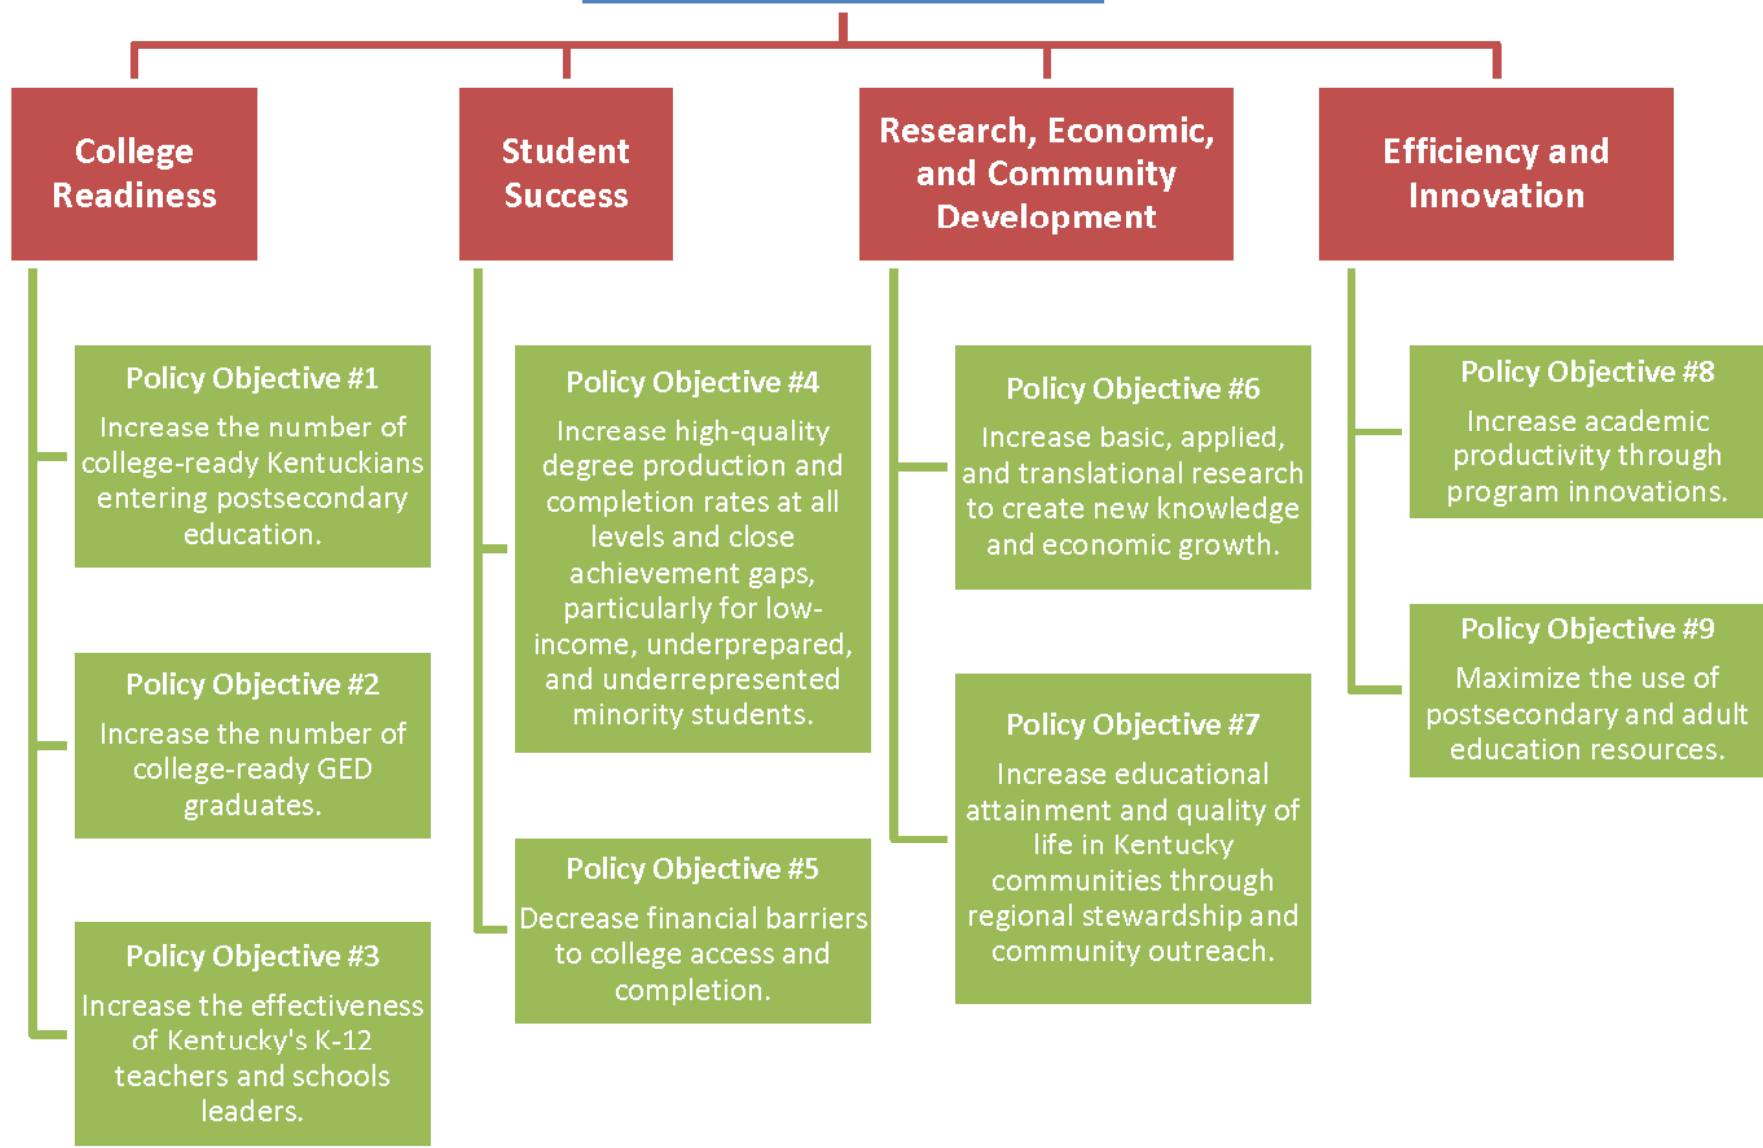 College
Readiness
Policy Objective #1
Increase the number of
college-ready Kentuckians
entering postsecondary
education.
Policy Objective #2
Increase the number of
college-ready GED
graduates.
Policy Objective #3
Increase the effectiveness
of Kentucky's K-12
teachers and schools
leaders.
Student
Success
Policy Objective #4
Increase high-quality
degree production and
completion rates at all
levels and close
achievement gaps,
particularly for low-
income, underprepared,
and underrepresented
minority students.
Policy Objective #5
Decrease financial barriers
to college access and
completion.
Research, Economic,
and Community
Development
Policy Objective #6
Increase basic, applied,
and translational research
to create new knowledge
and economic growth.
Policy Objective #7
Increase educational
attainment and quality of
life in Kentucky
communities through
regional stewardship and
community outreach.
Efficiency and
Innovation
Policy Objective #8
Increase academic
productivity through
program innovations.
Policy Objective #9
Maximize the use of
postsecondary and adult
education resources.